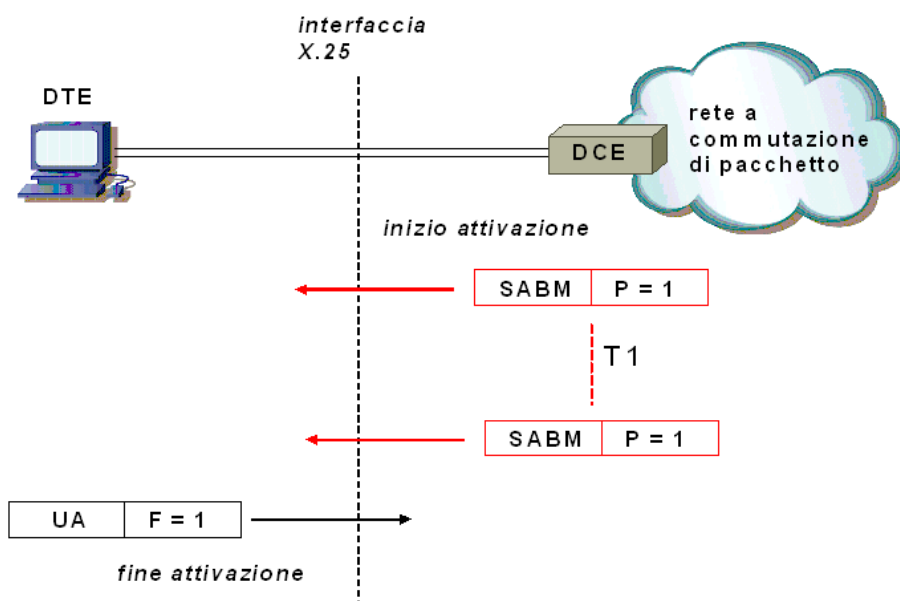 interfaccia
X.25
DTE
DCE
rete a
commutazione
di pacchetto
inizio attivazione
SABM P = 1
T1
SABM P = 1
UA F = 1
fine attivazione